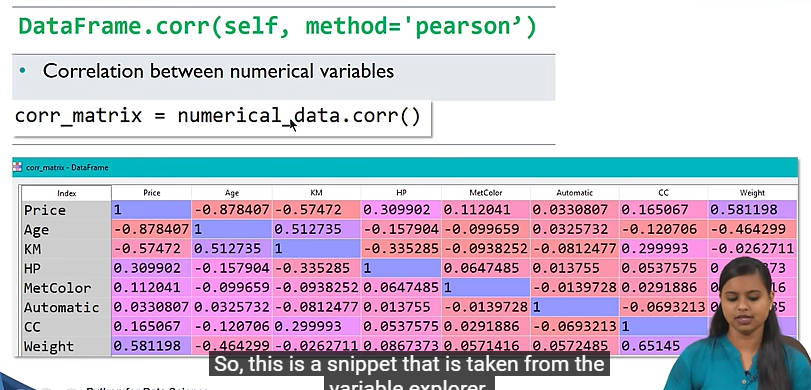 DataFrame.corr(self, method='pearson’)
• Correlation between numerical variables
corr_matrix = numerical_data.corr()
corr_matrix - DataFrame
Index Price Age KM HP MetColor Automatic CC Weight
Price 1 -0.878407 -0.57472 0.309902 0.112041 0.0330807 0.165067 0.581198
Age -0.878407 1 0.512735 -0.157904 -0.099659 0.0325732 -0.120706 -0.464299
KM -0.57472 0.512735 1 -0.335285 -0.0938252 -0.0812477 0.299993 -0.0262711
HP 0.309902 -0.157904 -0.335285 1 0.0647485 0.013755 0.0537575
MetColor 0.112041 -0.099659 -0.0938252 0.0647485 1 -0.0139728 0.0291886
Automatic 0.0330807 0.0325732 -0.0812477 0.013755 -0.0139728 1 -0.0693213
CC 0.165067 -0.120706 0.299993 0.0537575 0.0291886 -0.0693213 1
Weight 0.581198 -0.464299 -0.0262711 0.0867373 0.0571416 0.0572485 0.65145
So, this is a snippet that is taken from the
variable explorer
Python for Data Science